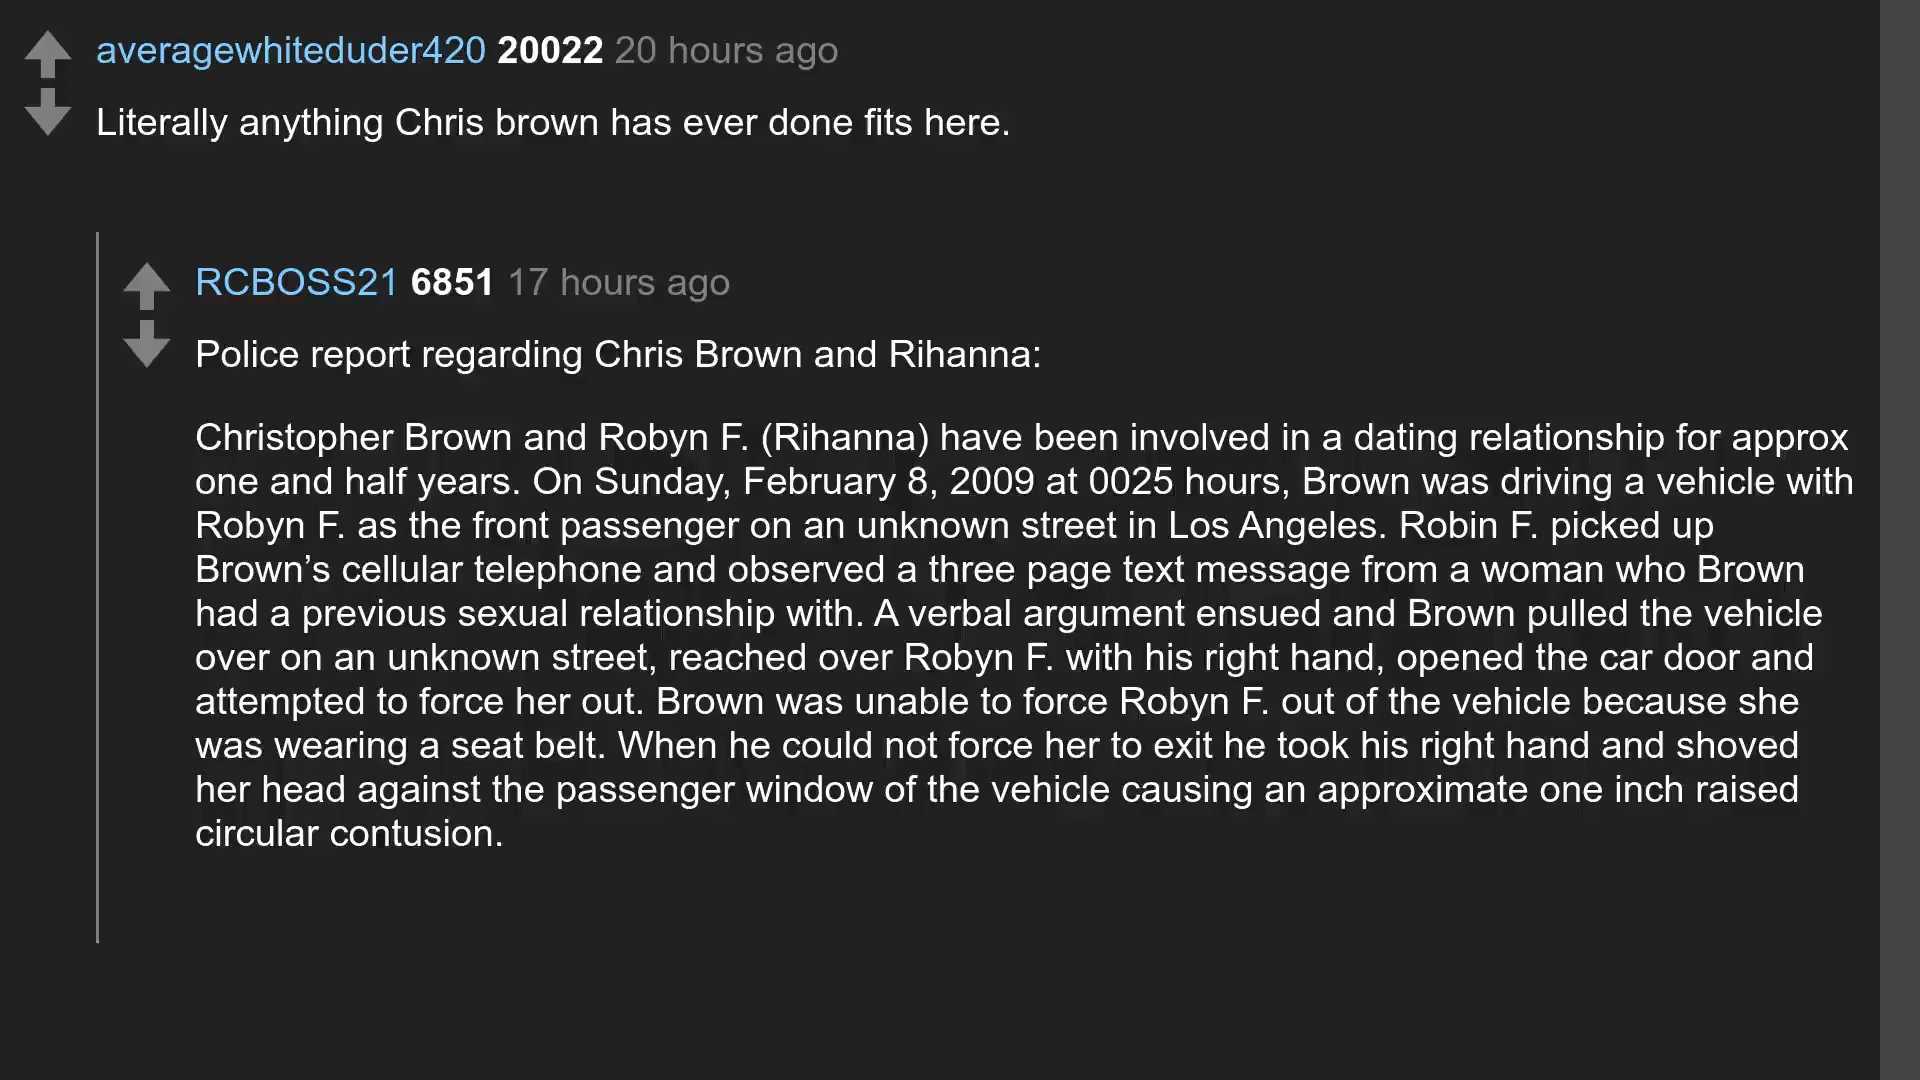 averagewhiteduder420 20022 20 hours ago
Literally anything Chris brown has ever done fits here.
RCBOSS21 6851 17 hours ago
Police report regarding Chris Brown and Rihanna:
Christopher Brown and Robyn F. (Rihanna) have been involved in a dating relationship for approx
one and half years. On Sunday, February 8, 2009 at 0025 hours, Brown was driving a vehicle with
Robyn F. as the front passenger on an unknown street in Los Angeles. Robin F. picked up
Brown’s cellular telephone and observed a three page text message from a woman who Brown
had a previous sexual relationship with. A verbal argument ensued and Brown pulled the vehicle
over on an unknown street, reached over Robyn F. with his right hand, opened the car door and
attempted to force her out. Brown was unable to force Robyn F. out of the vehicle because she
was wearing a seat belt. When he could not force her to exit he took his right hand and shoved
her head against the passenger window of the vehicle causing an approximate one inch raised
circular contusion.